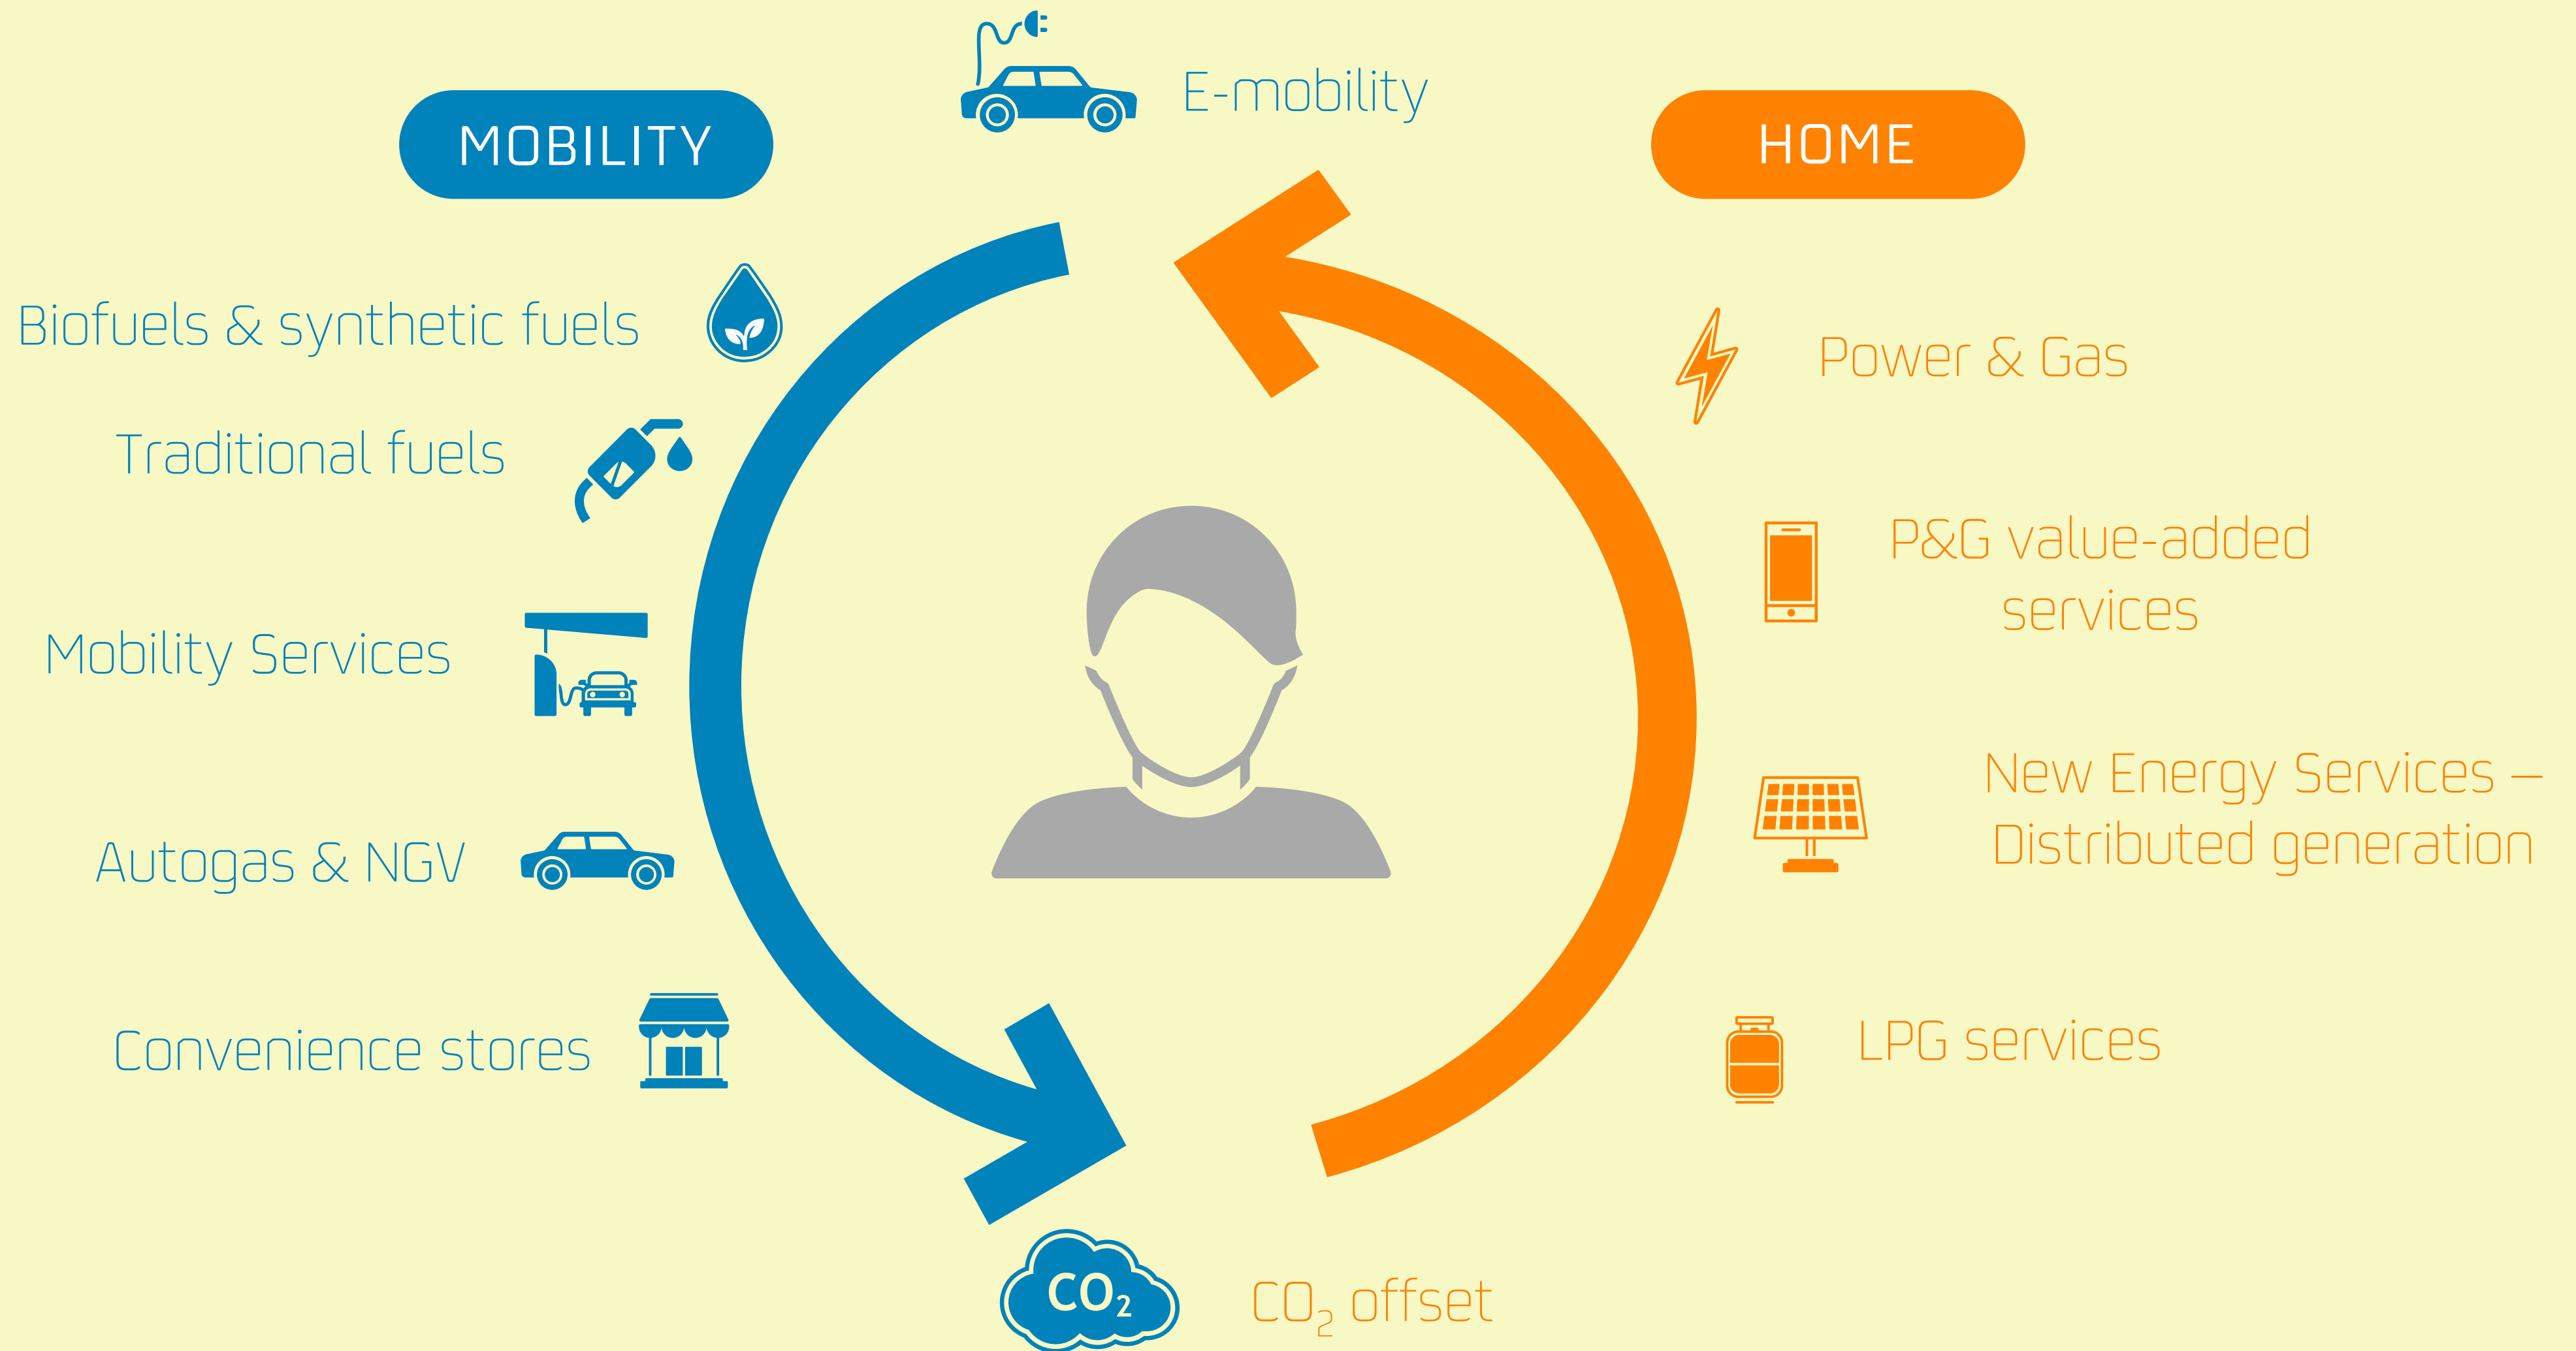 E-mobility
MOBILITY
HOME
Biofuels & synthetic fuels
Traditional fuels
Mobility Services
Autogas & NGV
Convenience stores
Power & Gas
P&G value-added
services
New Energy Services –
Distributed generation
LPG services
CO₂
CO₂ offset